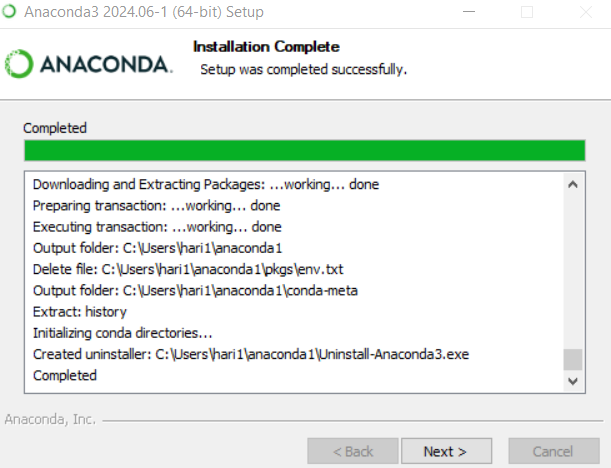 Anaconda3 2024.06-1 (64-bit) Setup
ANACONDA.
Installation Complete
Setup was completed successfully.
Completed
Downloading and Extracting Packages: ...working... done
Preparing transaction: ...working... done
Executing transaction: ...working... done
Output folder: C:\Users\hari1\anaconda1
Delete file: C:\Users\hari1\anaconda1\pkgs\env.txt
Output folder: C:\Users\hari1\anaconda1\conda-meta
Extract: history
Initializing conda directories...
Created uninstaller: C:\Users\hari1\anaconda1\Uninstall-Anaconda3.exe
Completed
Anaconda, Inc.
< Back Next > Cancel